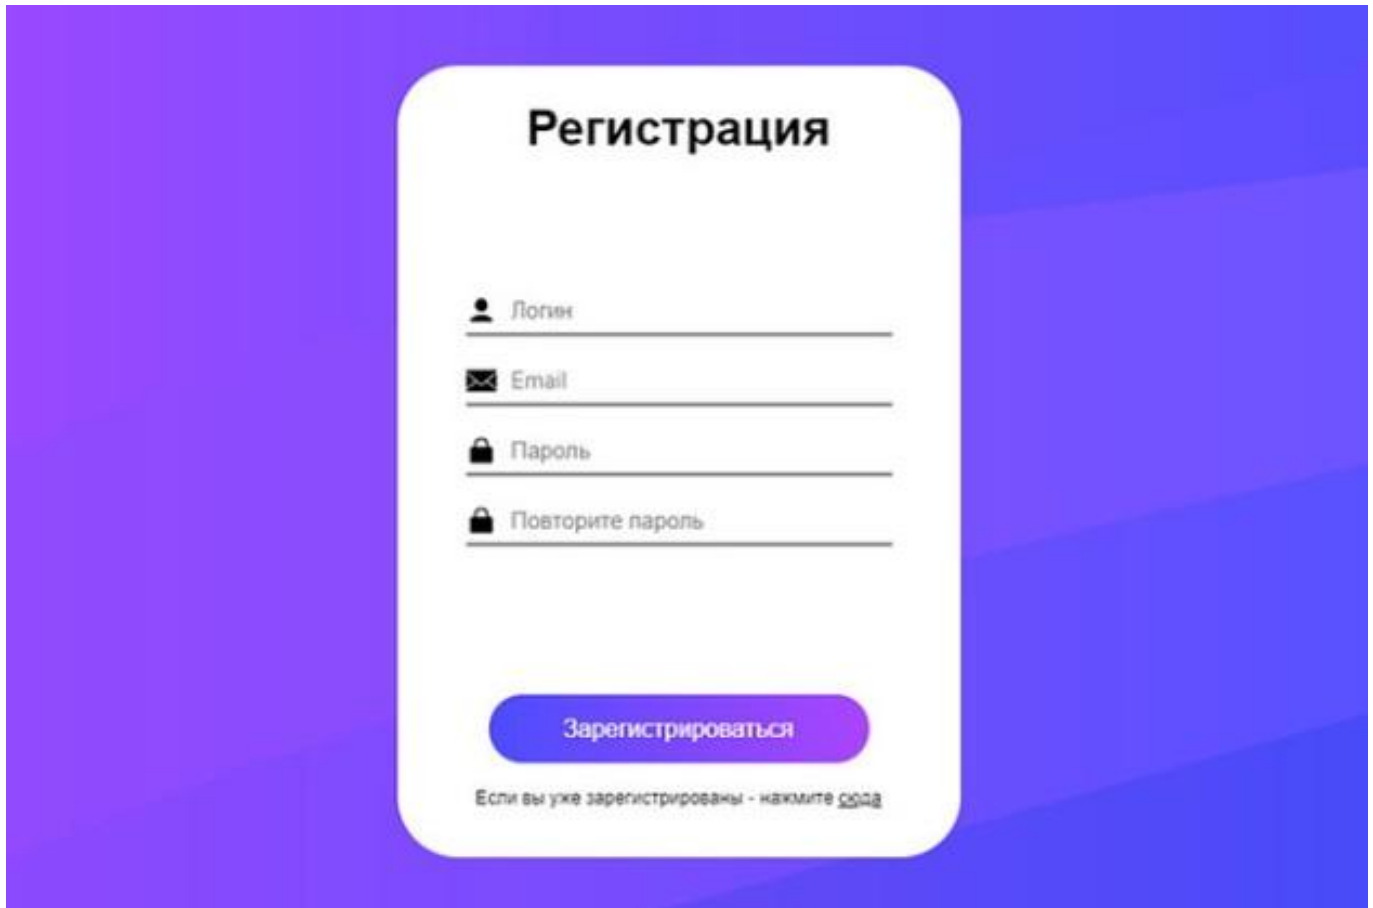 Регистрация
Логин
Email
Пароль
Повторите пароль
Зарегистрироваться
Если вы уже зарегистрированы - нажмите сюда